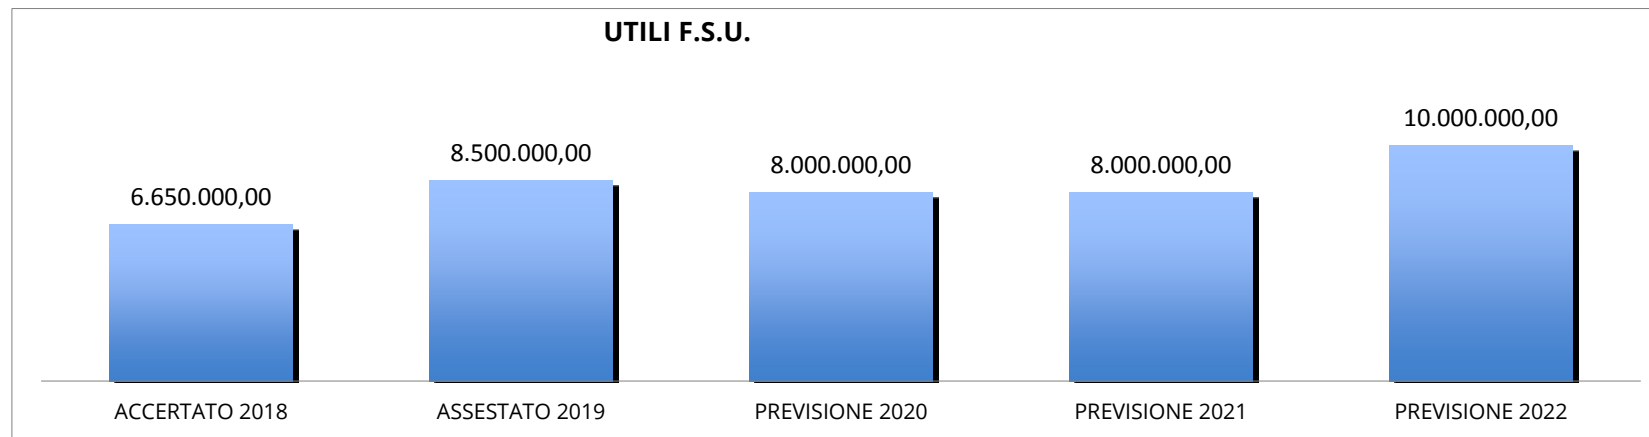 UTILI F.S.U.
10.000.000,00
8.500.000,00
8.000.000,00
8.000.000,00
6.650.000,00
ACCERTATO 2018
ASSESTATO 2019
PREVISIONE 2020
PREVISIONE 2021
PREVISIONE 2022